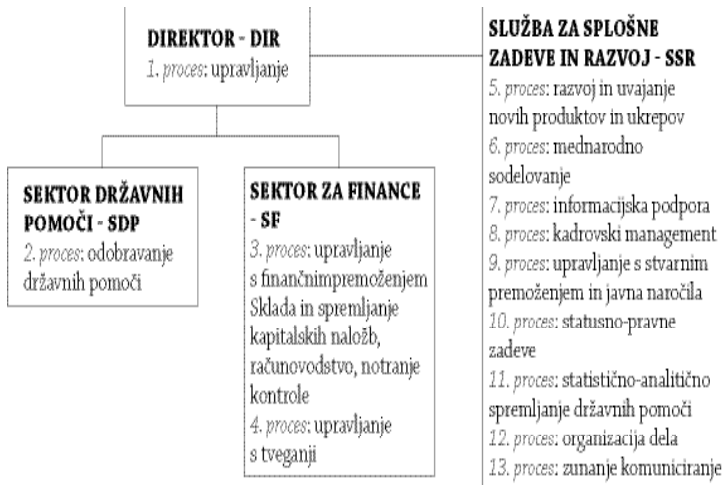 DIREKTOR - DIR
1. proces: upravljanje
SEKTOR DRŽAVNIH
POMOČI - SDP
2. proces: odobravanje
državnih pomoči
SEKTOR ZA FINANCE
- SF
3. proces: upravljanje
s finančnimpremoženjem
Sklada in spremljanje
kapitalskih naložb,
računovodstvo, notranje
kontrole
4. proces: upravljanje
s tveganji
SLUŽBA ZA SPLOŠNE
ZADEVE IN RAZVOJ - SSR
5. proces: razvoj in uvajanje
novih produktov in ukrepov
6. proces: mednarodno
sodelovanje
7. proces: informacijska podpora
8. proces: kadrovski management
9. proces: upravljanje s stvarnim
premoženjem in javna naročila
10. proces: statusno-pravne
zadeve
11. proces: statistično-analitično
spremljanje državnih pomoči
12. proces: organizacija dela
13. proces: zunanje komuniciranje